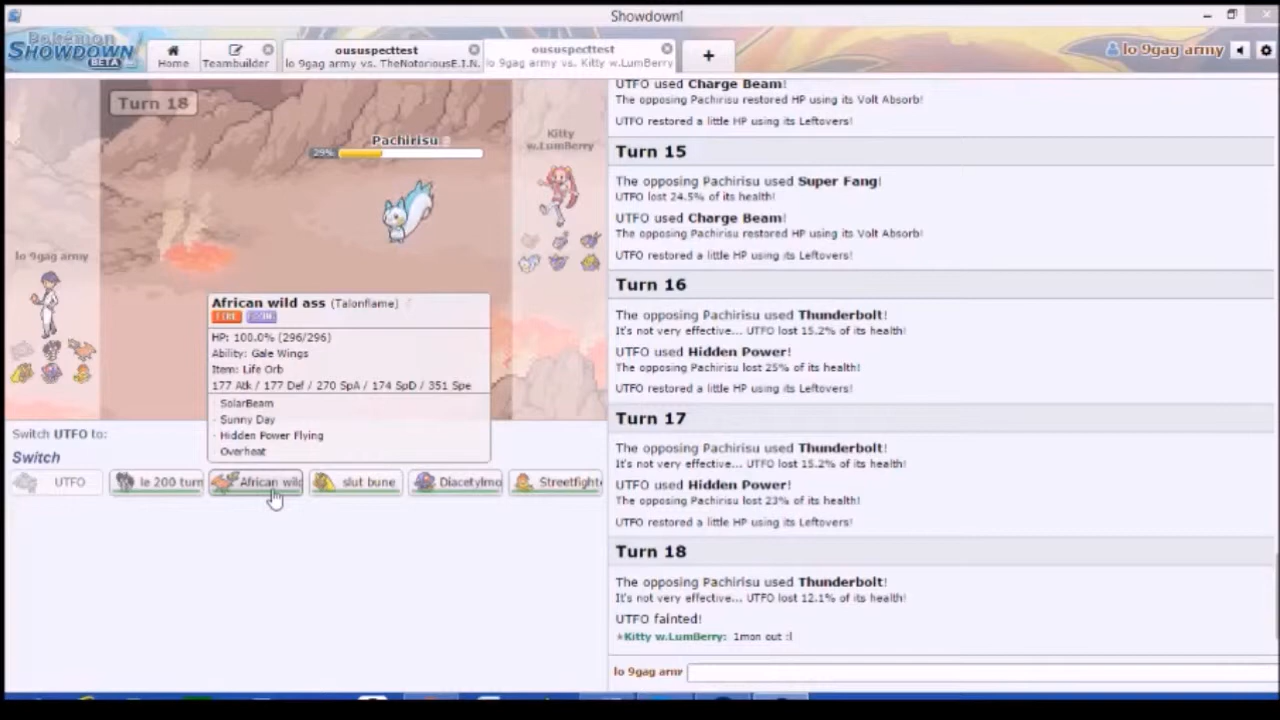 Showdown!
Pokémon
SHOWDOWN
BETA
Home
Teambuilder
oususpecttest
lo 9gag army vs. TheNotoriousE.I.N.
oususpecttest
lo 9gag army vs. Kitty w.LumBerry
+
lo 9gag army
Turn 18
Pachirisu
29%
Kitty
w.LumBerry
lo 9gag army
African wild ass (Talonflame)
FIRE FLYING
HP: 100.0% (296/296)
Ability: Gale Wings
Item: Life Orb
177 Atk / 177 Def / 270 SpA / 174 SpD / 351 Spe
· SolarBeam
· Sunny Day
· Hidden Power Flying
· Overheat
Switch UTFO to:
Switch
UTFO
le 200 turn
African wild
slut bune
Diacetylmo
Streetfight
UTFO used Charge Beam!
The opposing Pachirisu restored HP using its Volt Absorb!
UTFO restored a little HP using its Leftovers!
Turn 15
The opposing Pachirisu used Super Fang!
UTFO lost 24.5% of its health!
UTFO used Charge Beam!
The opposing Pachirisu restored HP using its Volt Absorb!
UTFO restored a little HP using its Leftovers!
Turn 16
The opposing Pachirisu used Thunderbolt!
It's not very effective... UTFO lost 15.2% of its health!
UTFO used Hidden Power!
The opposing Pachirisu lost 25% of its health!
UTFO restored a little HP using its Leftovers!
Turn 17
The opposing Pachirisu used Thunderbolt!
It's not very effective... UTFO lost 15.2% of its health!
UTFO used Hidden Power!
The opposing Pachirisu lost 23% of its health!
UTFO restored a little HP using its Leftovers!
Turn 18
The opposing Pachirisu used Thunderbolt!
It's not very effective... UTFO lost 12.1% of its health!
UTFO fainted!
*Kitty w.LumBerry: 1mon out :l
lo 9gag army